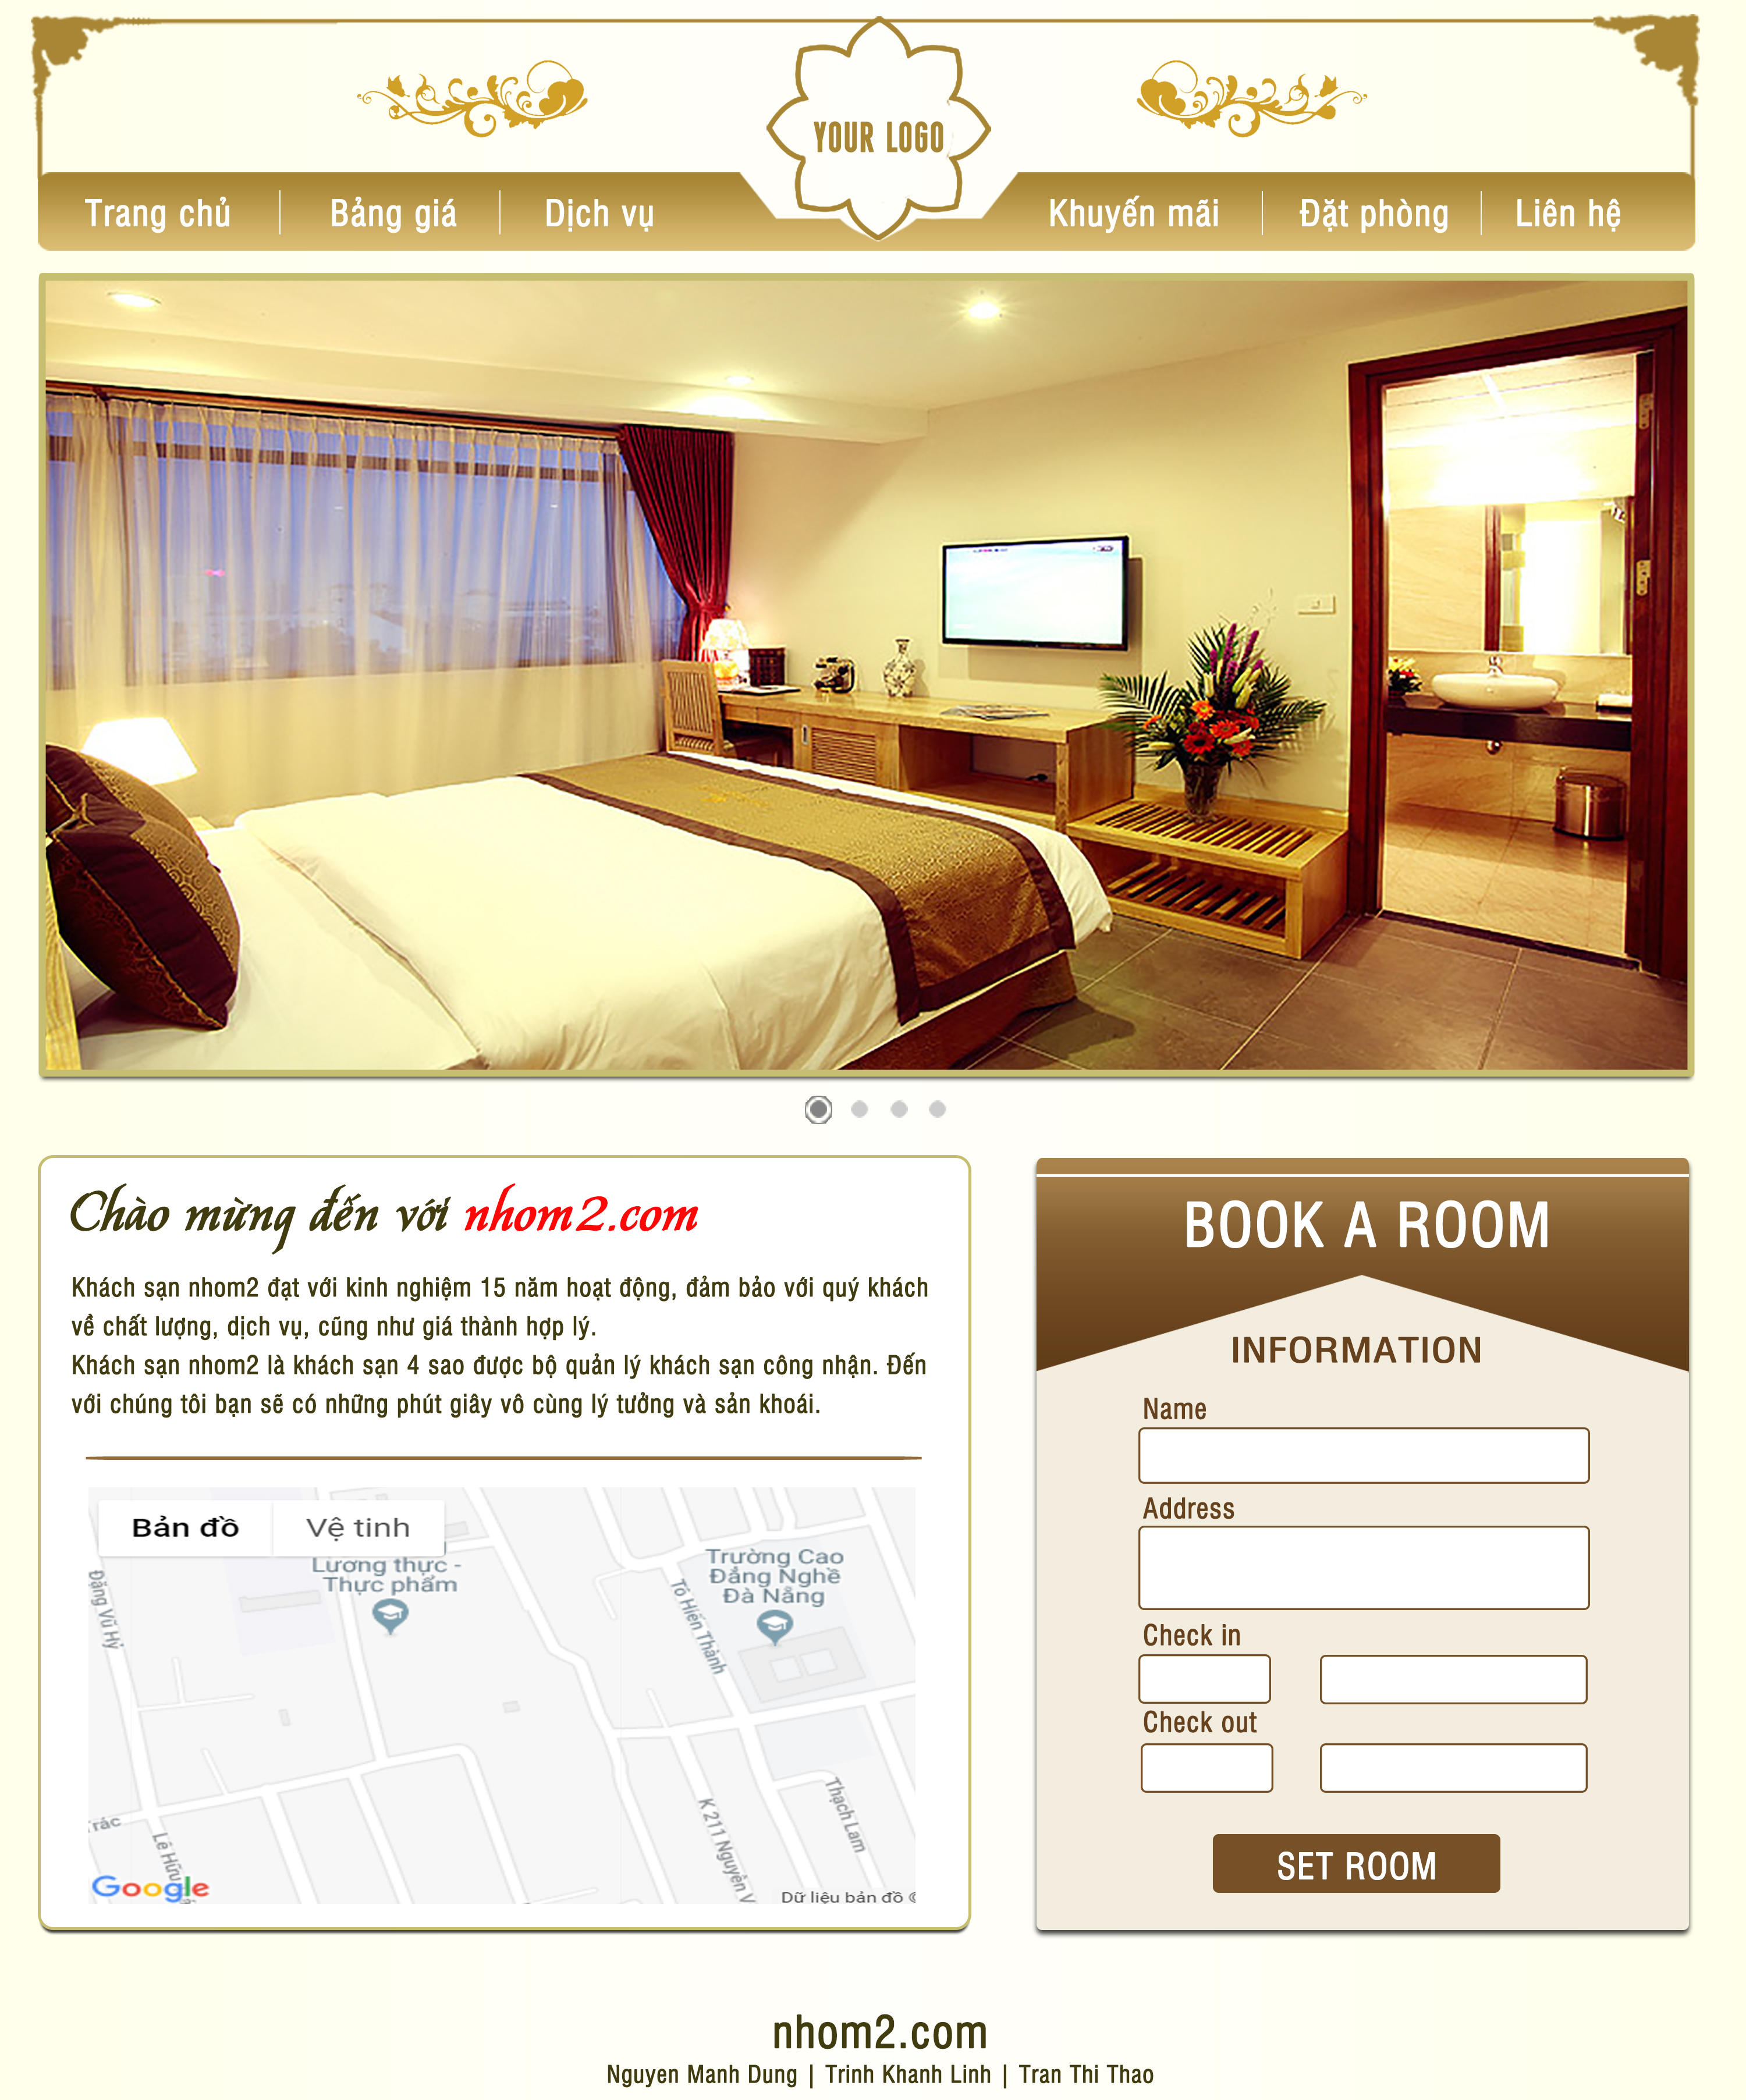 YOUR LOGO
Trang chủ
Bảng giá
Dịch vụ
Khuyến mãi
Đặt phòng
Liên hệ
Chào mừng đến với nhom2.com
Khách sạn nhom2 đạt với kinh nghiệm 15 năm hoạt động, đảm bảo với quý khách
về chất lượng, dịch vụ, cũng như giá thành hợp lý.
Khách sạn nhom2 là khách sạn 4 sao được bộ quản lý khách sạn công nhận. Đến
với chúng tôi bạn sẽ có những phút giây vô cùng lý tưởng và sản khoái.
Bản đồ
Vệ tinh
Lương thực -
Thực phẩm
Trường Cao
Đẳng Nghề
Đà Nẵng
Đặng Vũ Hỷ
Tô Hiến Thành
Thạch Lam
K 211 Nguyễn V
Trác
Lê Hữu
Google
Dữ liệu bản đồ ©
BOOK A ROOM
INFORMATION
Name
Address
Check in
Check out
SET ROOM
nhom2.com
Nguyen Manh Dung | Trinh Khanh Linh | Tran Thi Thao